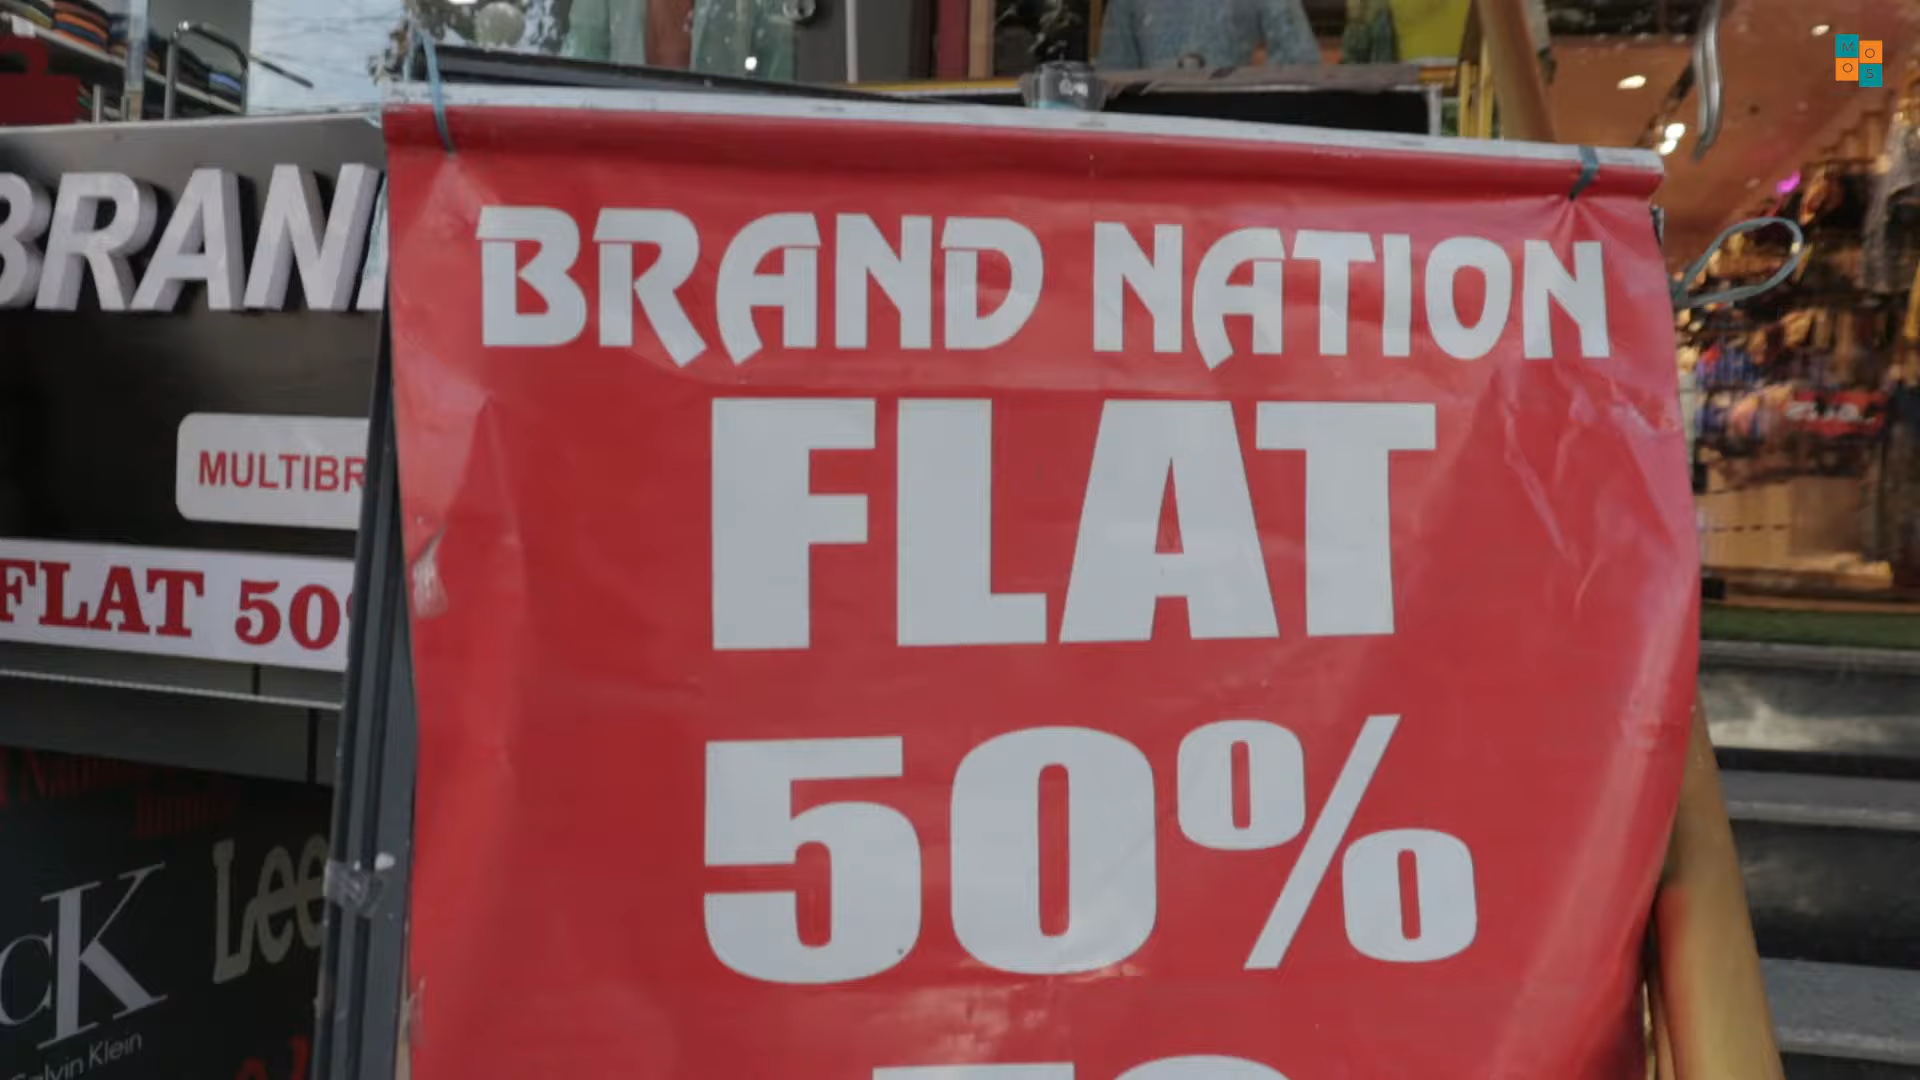 BRAND NATION
FLAT
50%
BRAN
MULTIBR
FLAT 50
CK
Calvin Klein
Lee
M O
O S